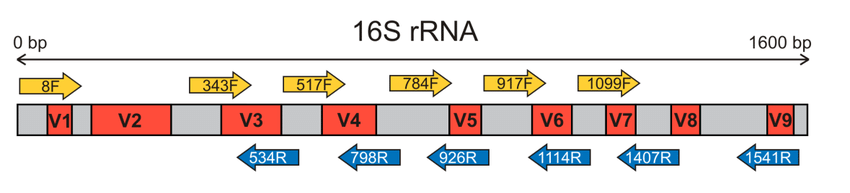 16S rRNA
0 bp 1600 bp
8F 343F 517F 784F 917F 1099F
V1 V2 V3 V4 V5 V6 V7 V8 V9
534R 798R 926R 1114R 1407R 1541R